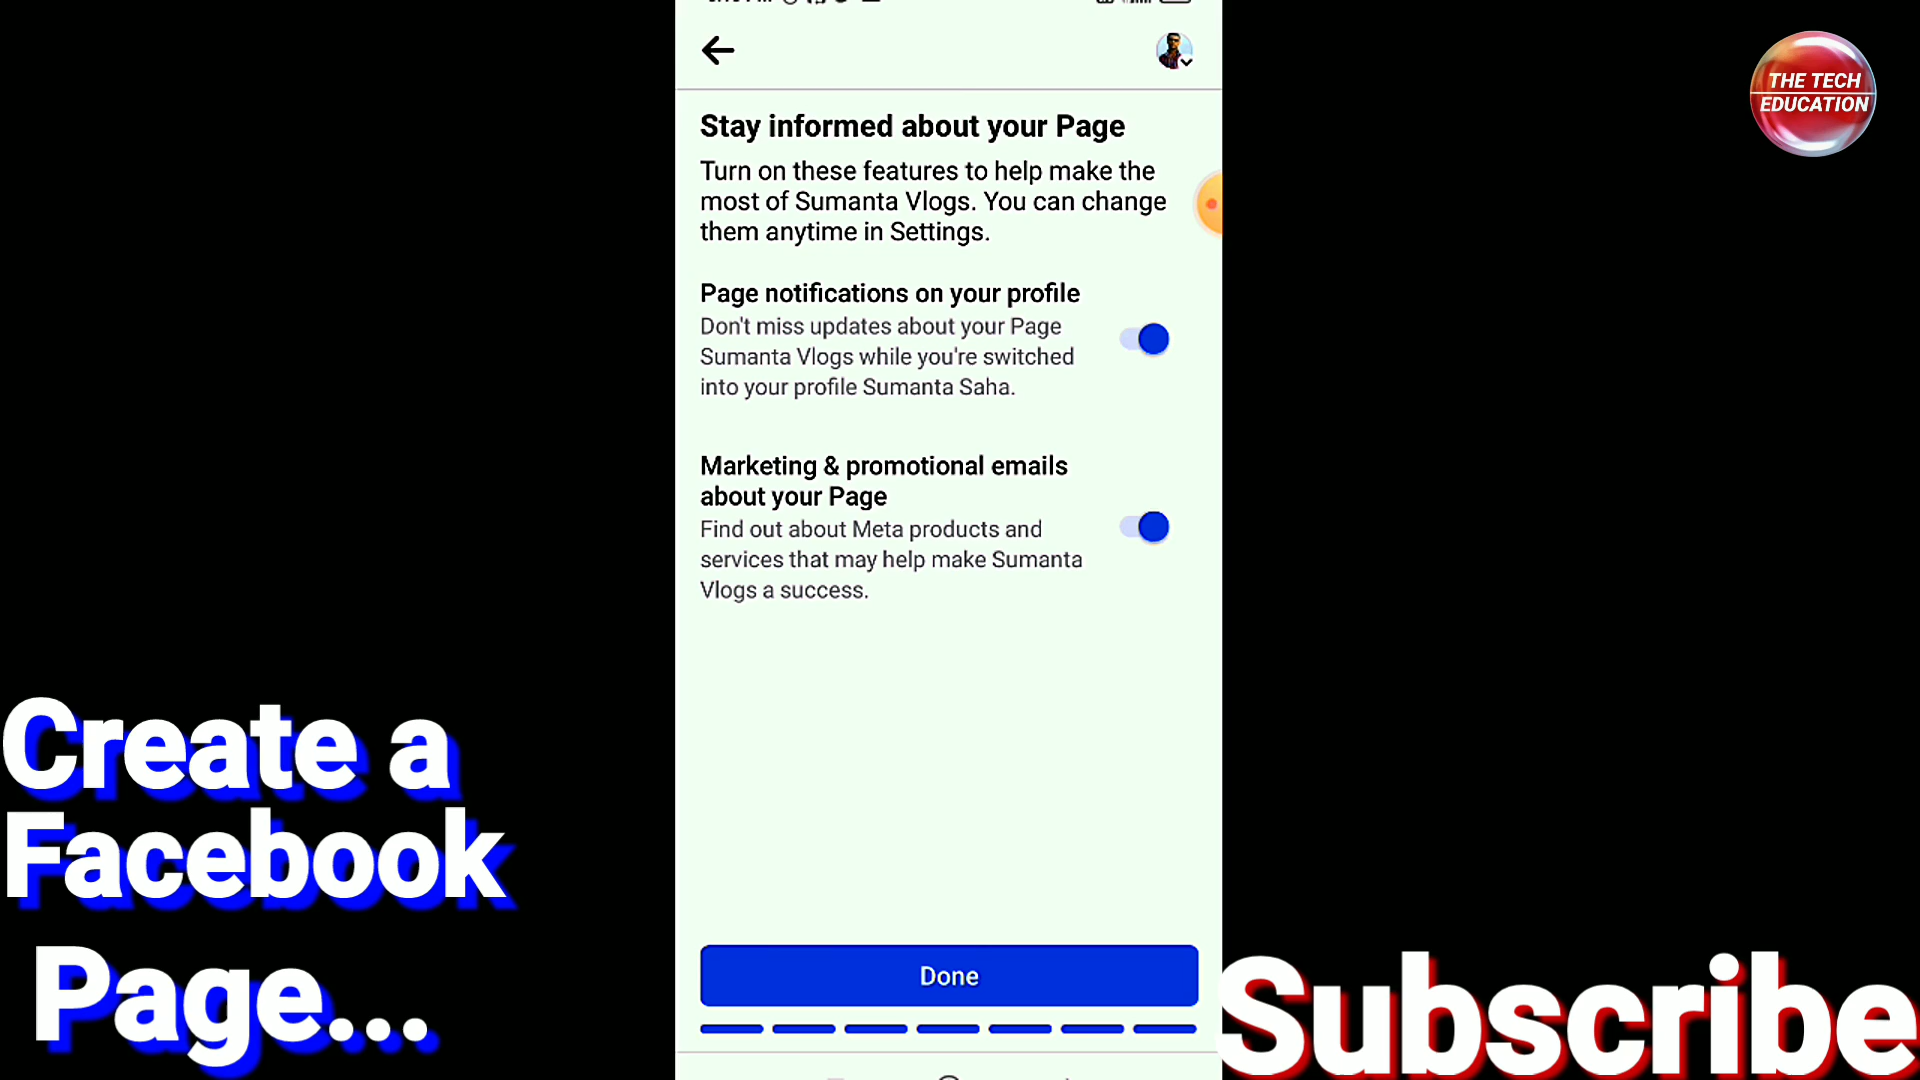 THE TECH
EDUCATION
Stay informed about your Page
Turn on these features to help make the
most of Sumanta Vlogs. You can change
them anytime in Settings.
Page notifications on your profile
Don't miss updates about your Page
Sumanta Vlogs while you're switched
into your profile Sumanta Saha.
Marketing & promotional emails
about your Page
Find out about Meta products and
services that may help make Sumanta
Vlogs a success.
Done
Create a
Facebook
Page...
Subscribe